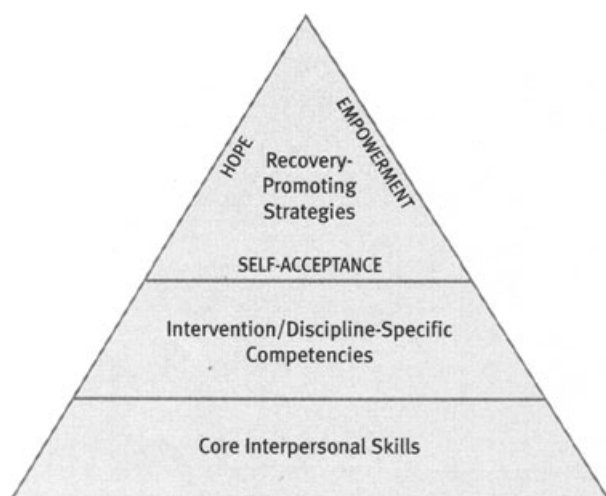 HOPE
EMPOWERMENT
Recovery-
Promoting
Strategies
SELF-ACCEPTANCE
Intervention/Discipline-Specific
Competencies
Core Interpersonal Skills